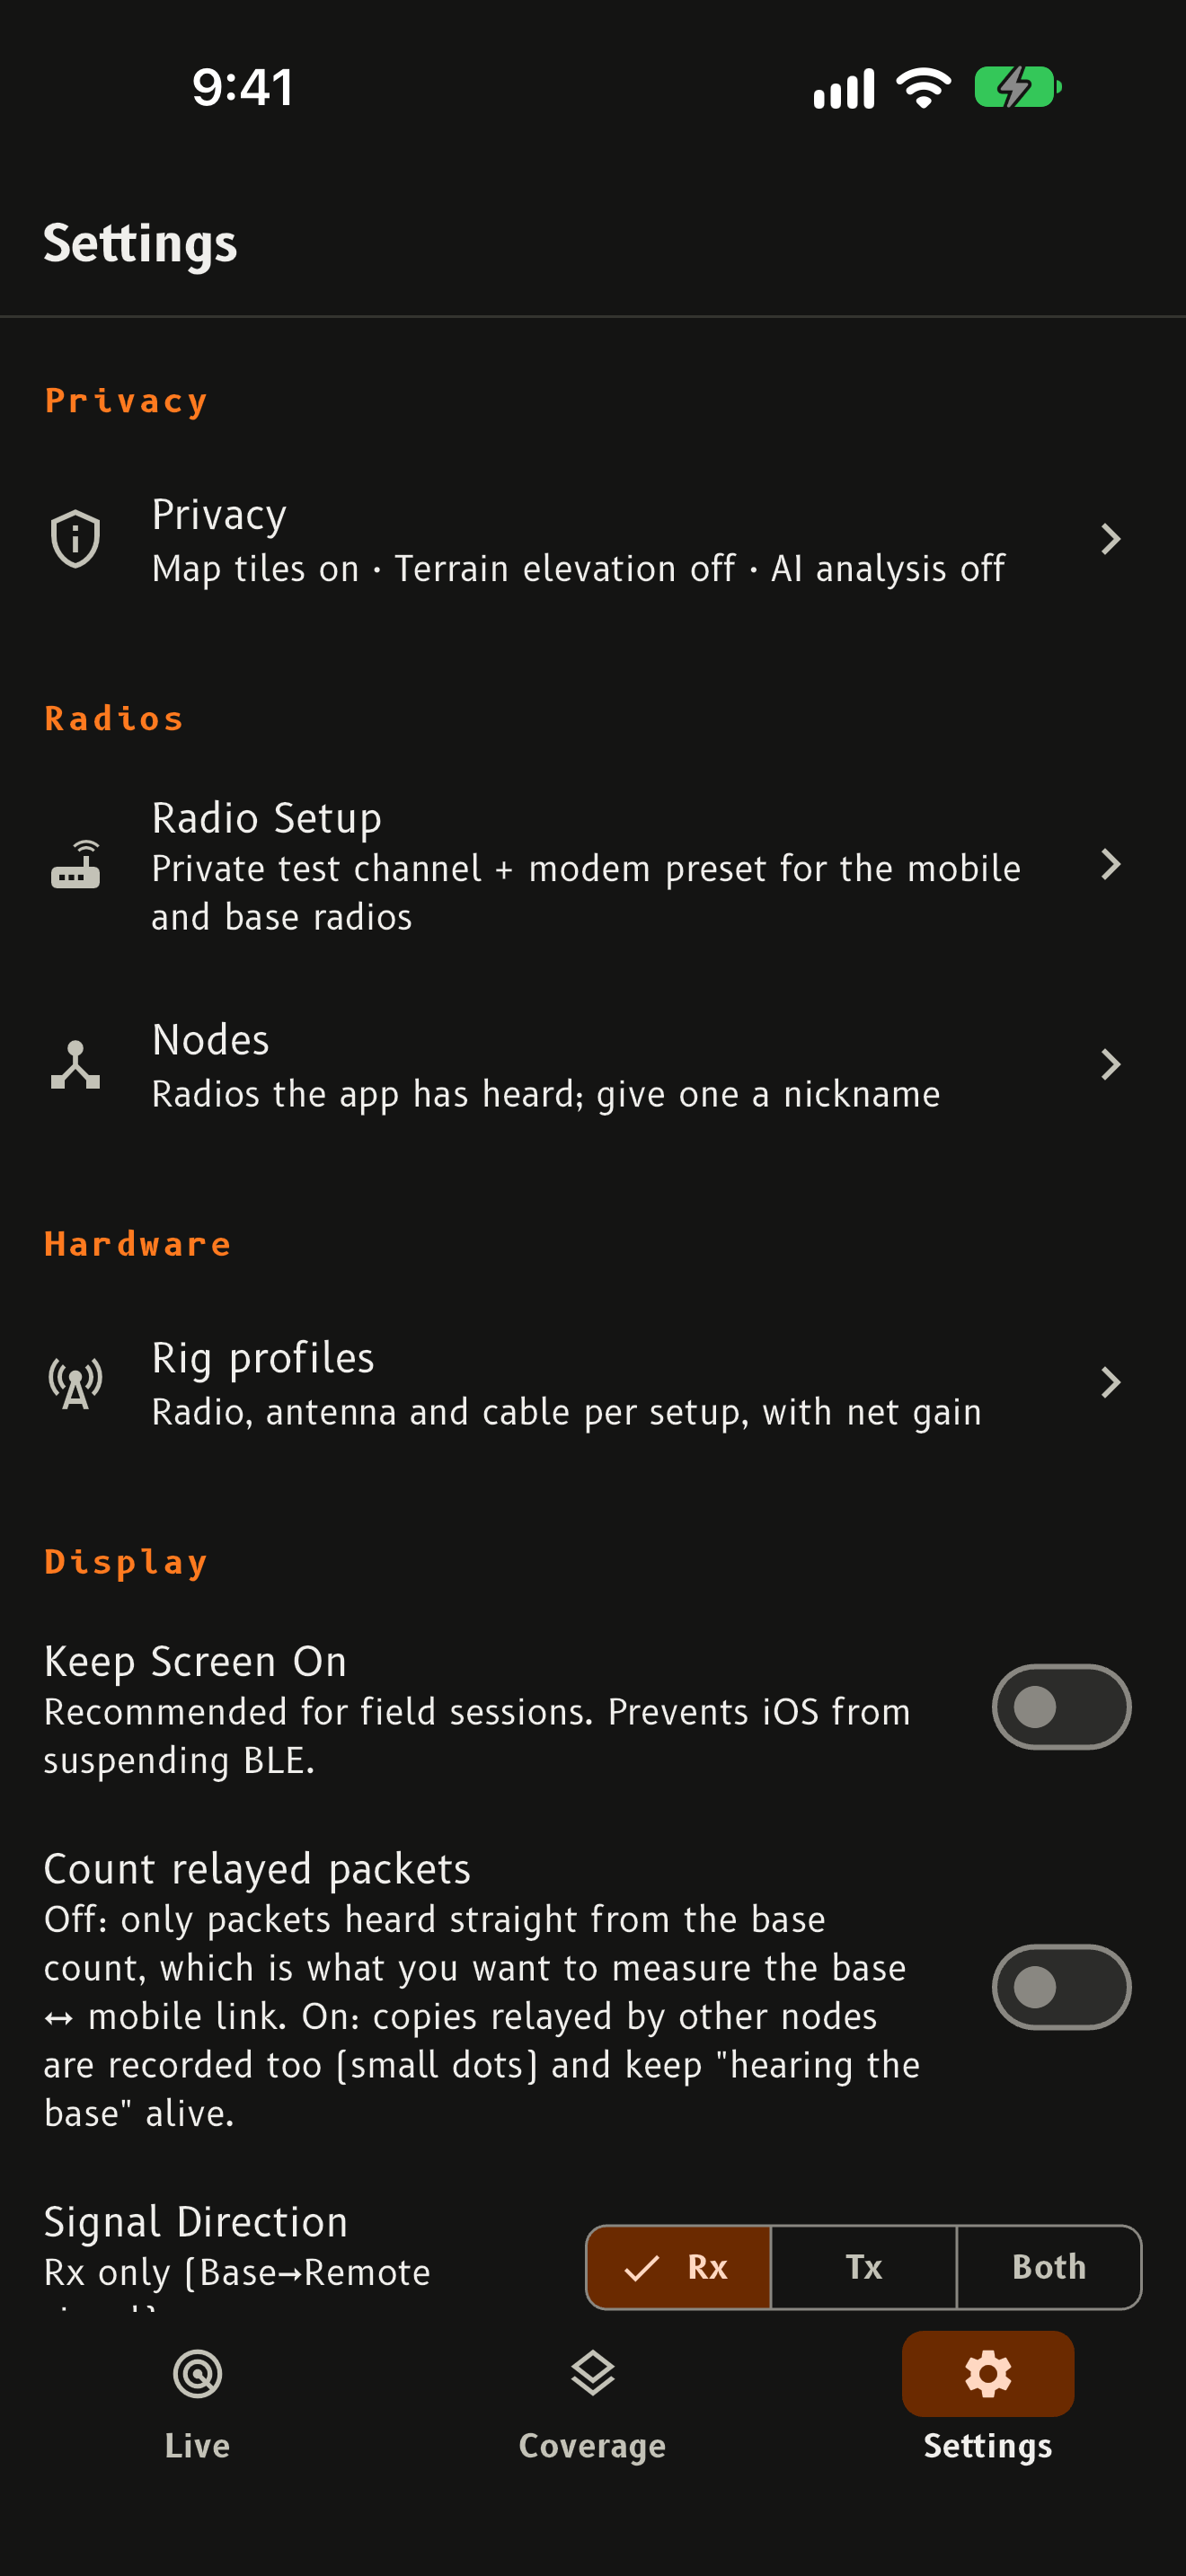 9:41
Settings
Privacy
Privacy
Map tiles on · Terrain elevation off · AI analysis off
Radios
Radio Setup
Private test channel + modem preset for the mobile
and base radios
Nodes
Radios the app has heard; give one a nickname
Hardware
Rig profiles
Radio, antenna and cable per setup, with net gain
Display
Keep Screen On
Recommended for field sessions. Prevents iOS from
suspending BLE.
Count relayed packets
Off: only packets heard straight from the base
count, which is what you want to measure the base
↔ mobile link. On: copies relayed by other nodes
are recorded too (small dots) and keep "hearing the
base" alive.
Signal Direction
Rx only (Base→Remote
Rx
Tx
Both
Live
Coverage
Settings